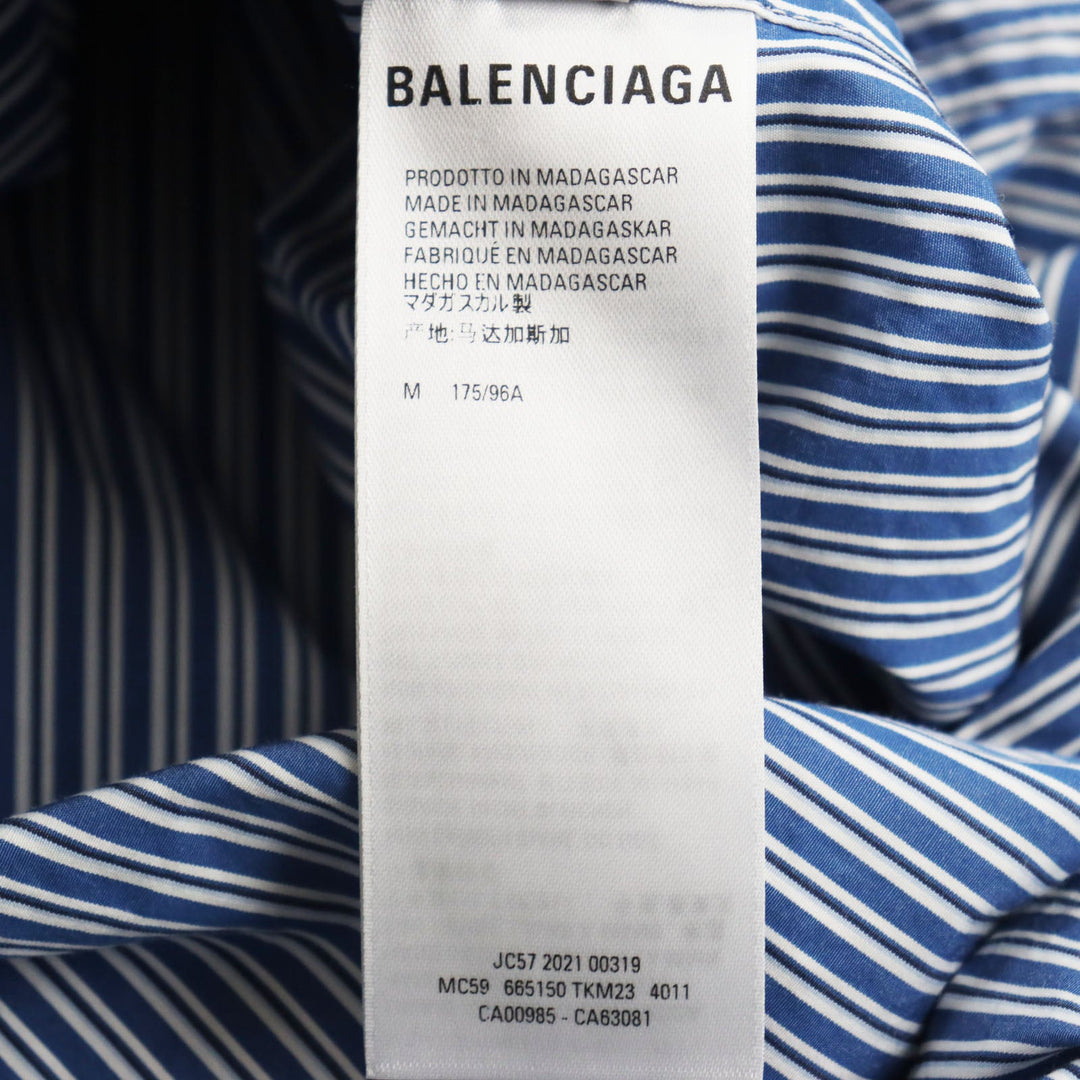 BALENCIAGA
PRODOTTO IN MADAGASCAR
MADE IN MADAGASCAR
GEMACHT IN MADAGASKAR
FABRIQUÉ EN MADAGASCAR
HECHO EN MADAGASCAR
マダガスカル製
产地:马达加斯加
M 175/96A
JC57 2021 00319
MC59 665150 TKM23 4011
CA00985 - CA63081